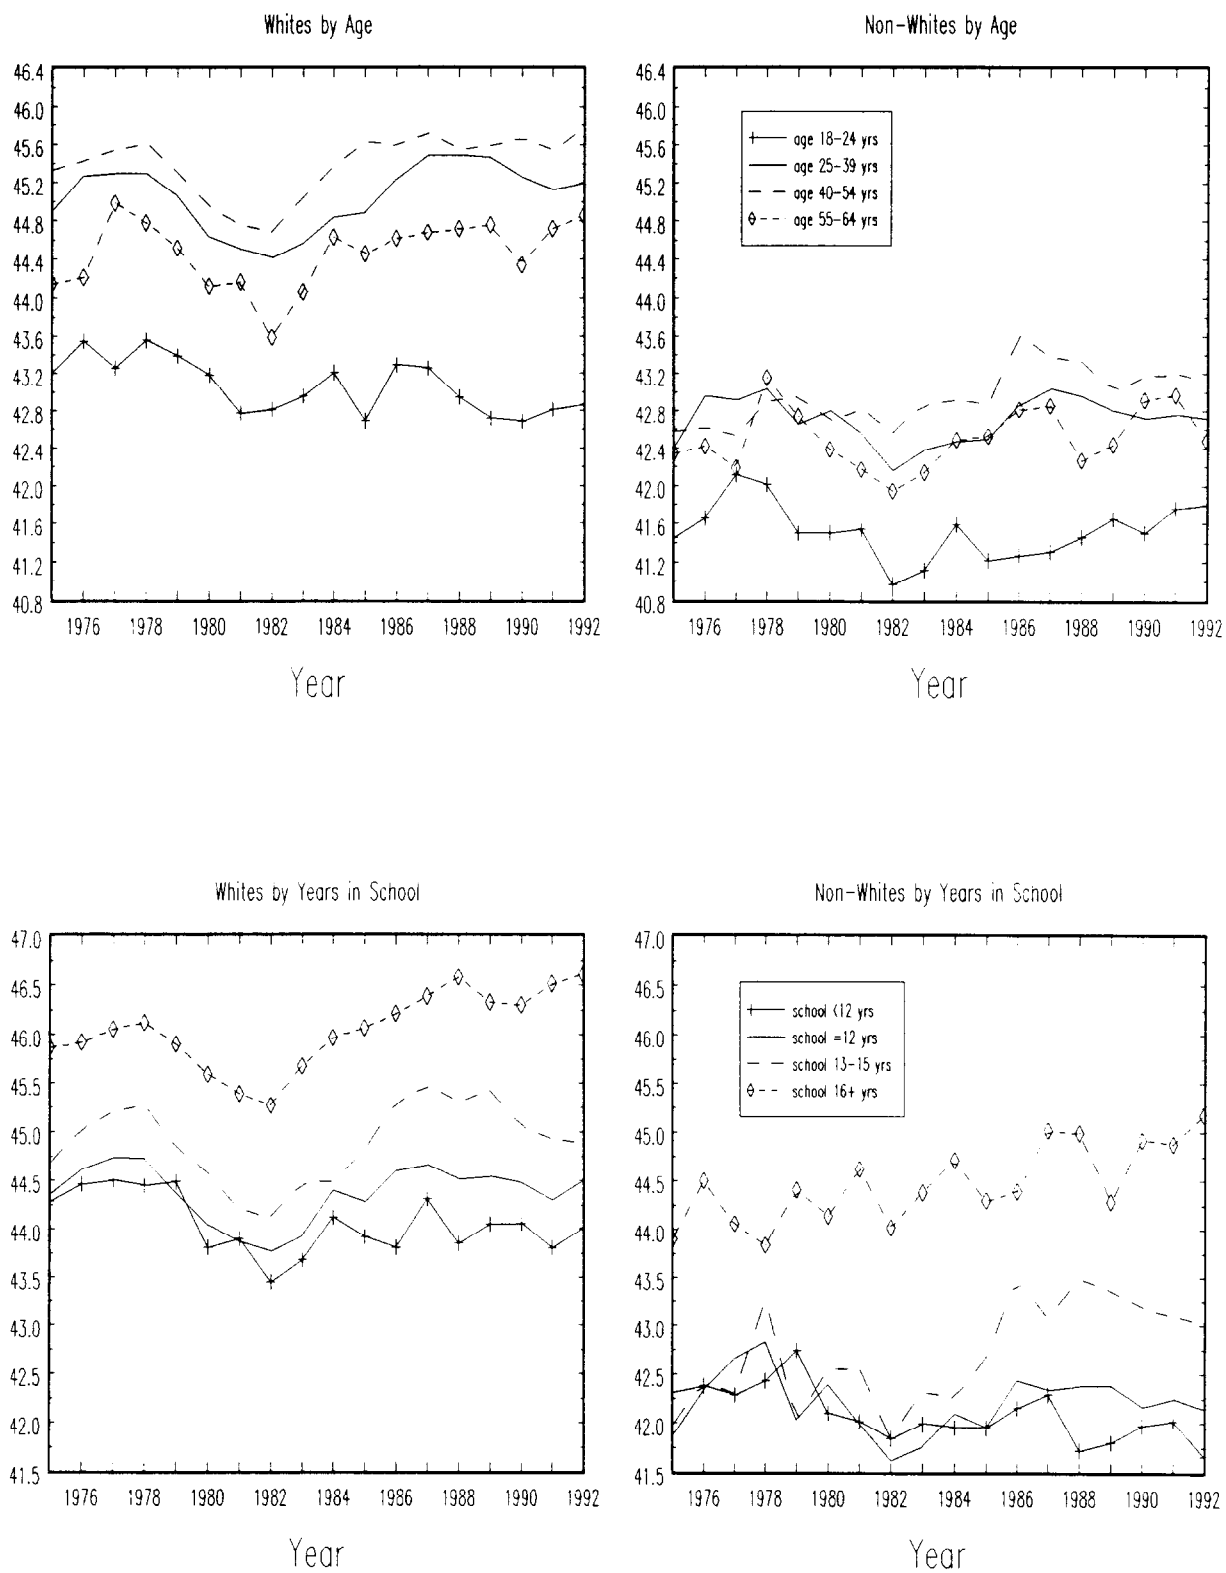 Whites by Age
46.4
46.0
45.6
45.2
44.8
44.4
44.0
43.6
43.2
42.8
42.4
42.0
41.6
41.2
40.8
1976 1978 1980 1982 1984 1986 1988 1990 1992
Year
Non-Whites by Age
46.4
46.0
45.6
45.2
44.8
44.4
44.0
43.6
43.2
42.8
42.4
42.0
41.6
41.2
40.8
age 18-24 yrs
age 25-39 yrs
age 40-54 yrs
age 55-64 yrs
1976 1978 1980 1982 1984 1986 1988 1990 1992
Year
Whites by Years in School
47.0
46.5
46.0
45.5
45.0
44.5
44.0
43.5
43.0
42.5
42.0
41.5
1976 1978 1980 1982 1984 1986 1988 1990 1992
Year
Non-Whites by Years in School
47.0
46.5
46.0
45.5
45.0
44.5
44.0
43.5
43.0
42.5
42.0
41.5
school <12 yrs
school =12 yrs
school 13-15 yrs
school 16+ yrs
1976 1978 1980 1982 1984 1986 1988 1990 1992
Year